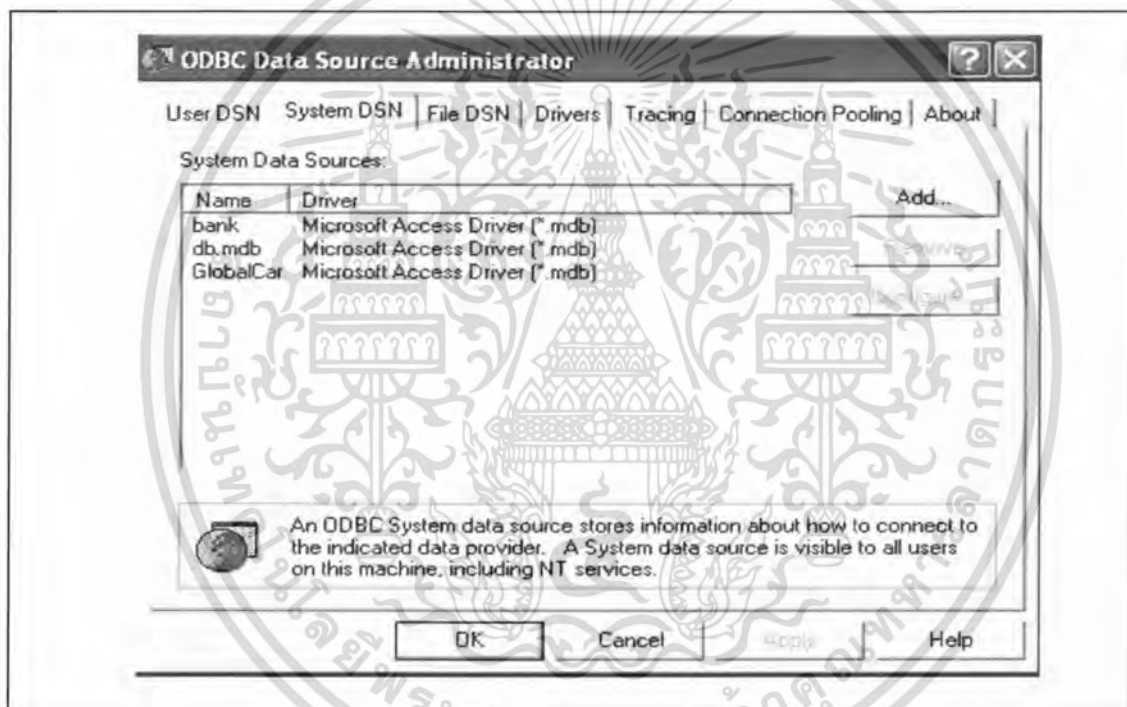 ODBC Data Source Administrator
User DSN System DSN File DSN Drivers Tracing Connection Pooling About
System Data Sources:
Name Driver
bank Microsoft Access Driver (*.mdb)
db.mdb Microsoft Access Driver (*.mdb)
GlobalCar Microsoft Access Driver (*.mdb)
Add...
Remove
Configure
An ODBC System data source stores information about how to connect to
the indicated data provider. A System data source is visible to all users
on this machine, including NT services.
OK Cancel Apply Help